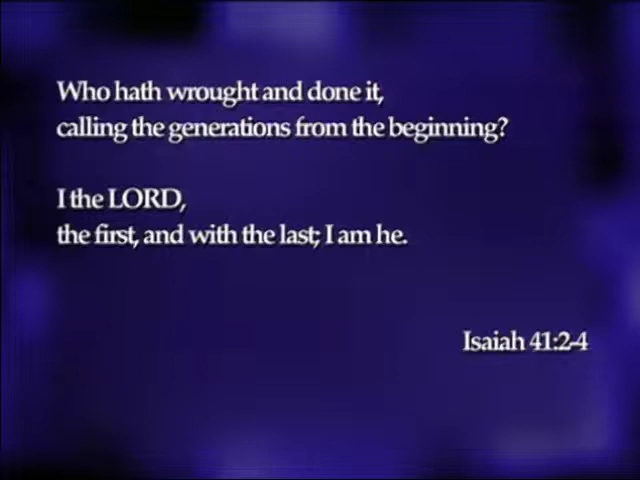 Who hath wrought and done it,
calling the generations from the beginning?
I the LORD,
the first, and with the last; I am he.
Isaiah 41:2-4